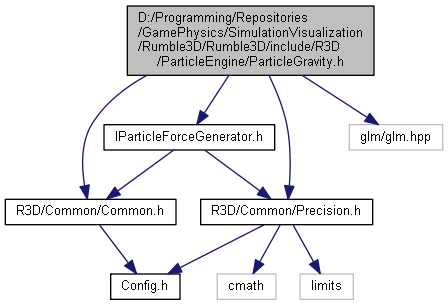 D:/Programming/Repositories
/GamePhysics/SimulationVisualization
/Rumble3D/Rumble3D/include/R3D
/ParticleEngine/ParticleGravity.h
IParticleForceGenerator.h
glm/glm.hpp
R3D/Common/Common.h
R3D/Common/Precision.h
Config.h
cmath
limits